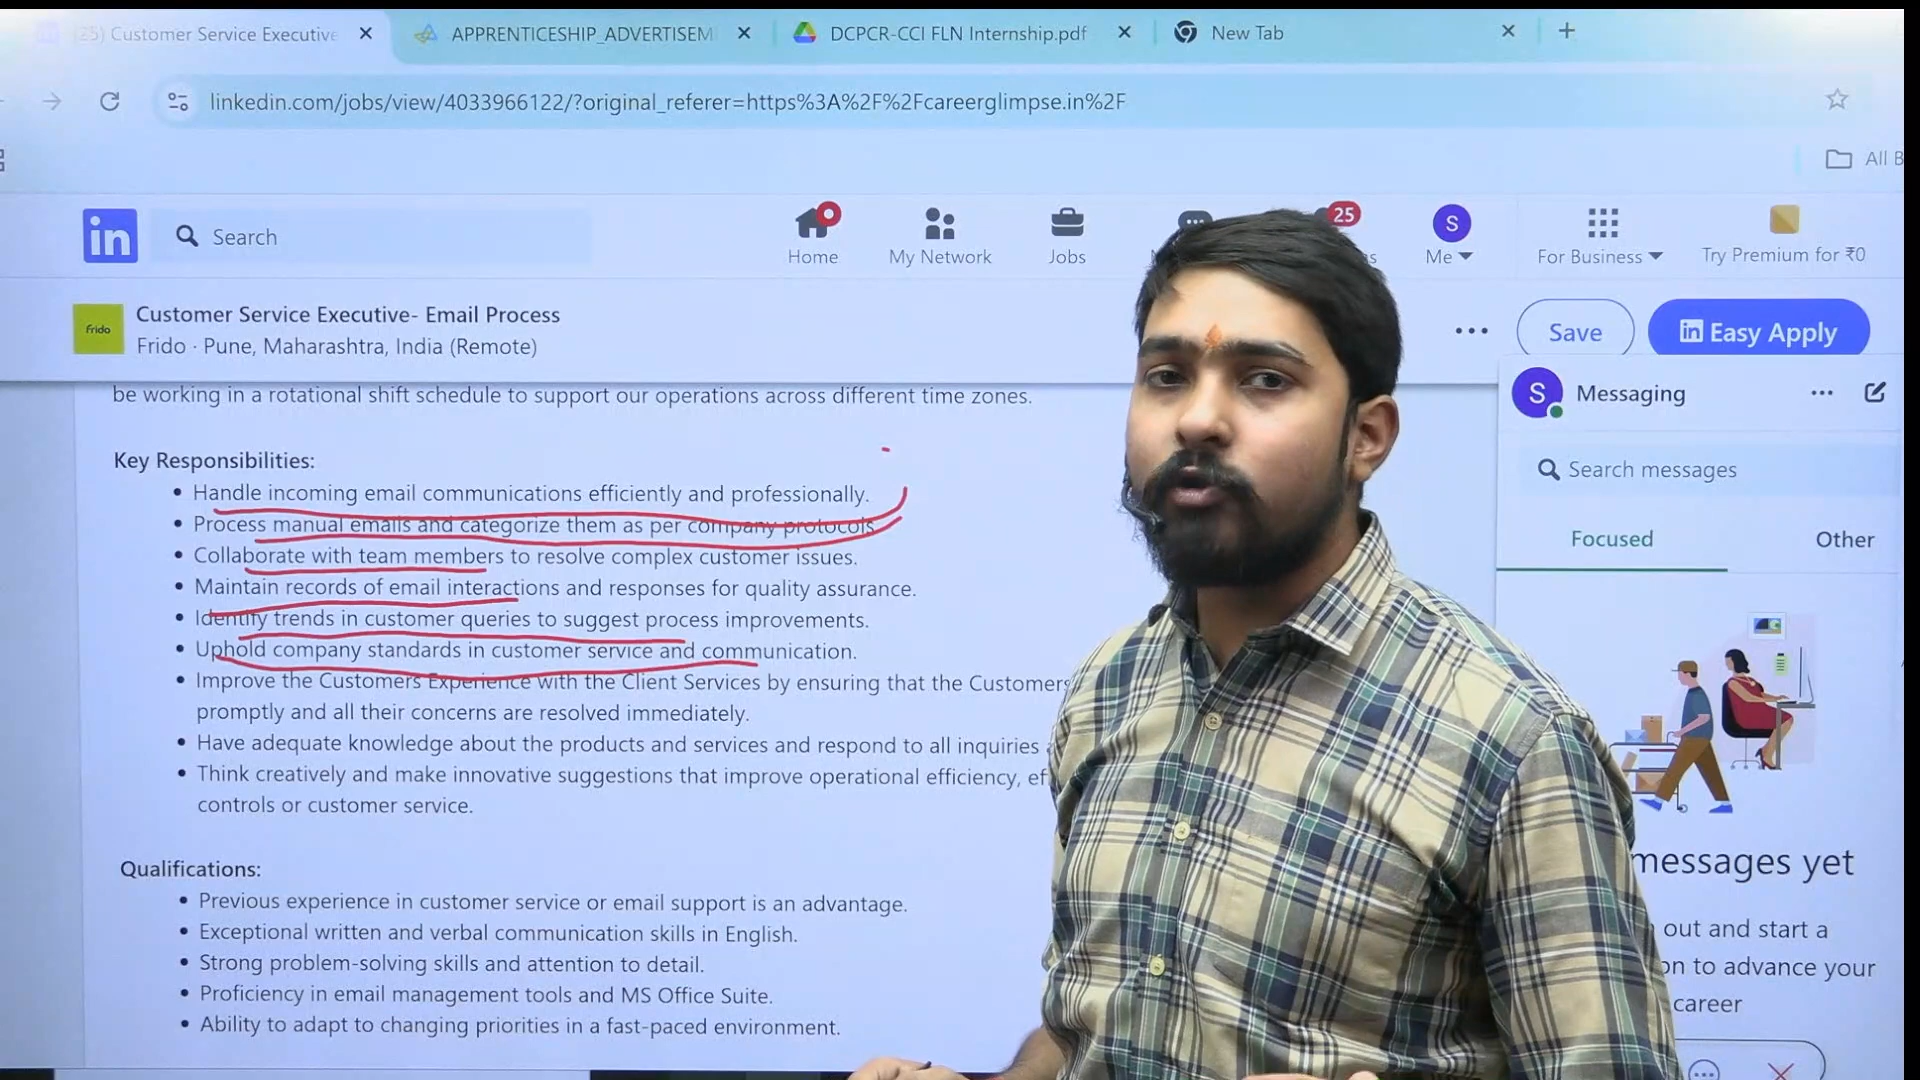 (25) Customer Service Executive
APPRENTICESHIP_ADVERTISEM
DCPCR-CCI FLN Internship.pdf
New Tab
linkedin.com/jobs/view/4033966122/?original_referer=https%3A%2F%2Fcareerglimpse.in%2F
All B
in
Search
Home
My Network
Jobs
25
S
Me
For Business
Try Premium for ₹0
frido
Customer Service Executive- Email Process
Frido · Pune, Maharashtra, India (Remote)
Save
in Easy Apply
S
Messaging
Search messages
Focused
Other
be working in a rotational shift schedule to support our operations across different time zones.
Key Responsibilities:
• Handle incoming email communications efficiently and professionally.
• Process manual emails and categorize them as per company protocols.
• Collaborate with team members to resolve complex customer issues.
• Maintain records of email interactions and responses for quality assurance.
• Identify trends in customer queries to suggest process improvements.
• Uphold company standards in customer service and communication.
• Improve the Customers Experience with the Client Services by ensuring that the Customers
promptly and all their concerns are resolved immediately.
• Have adequate knowledge about the products and services and respond to all inquiries
• Think creatively and make innovative suggestions that improve operational efficiency,
controls or customer service.
Qualifications:
• Previous experience in customer service or email support is an advantage.
• Exceptional written and verbal communication skills in English.
• Strong problem-solving skills and attention to detail.
• Proficiency in email management tools and MS Office Suite.
• Ability to adapt to changing priorities in a fast-paced environment.
messages yet
out and start a
on to advance your
career